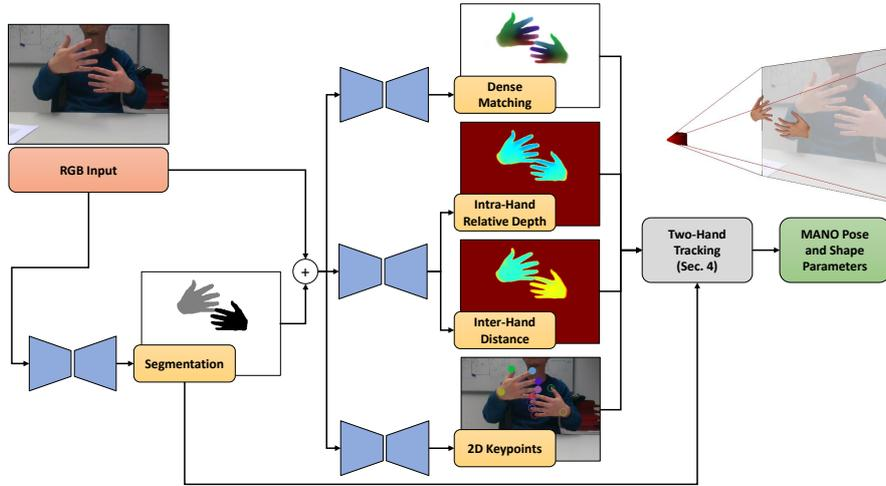 RGB Input
Segmentation
+
Dense
Matching
Intra-Hand
Relative Depth
Inter-Hand
Distance
2D Keypoints
Two-Hand
Tracking
(Sec. 4)
MANO Pose
and Shape
Parameters